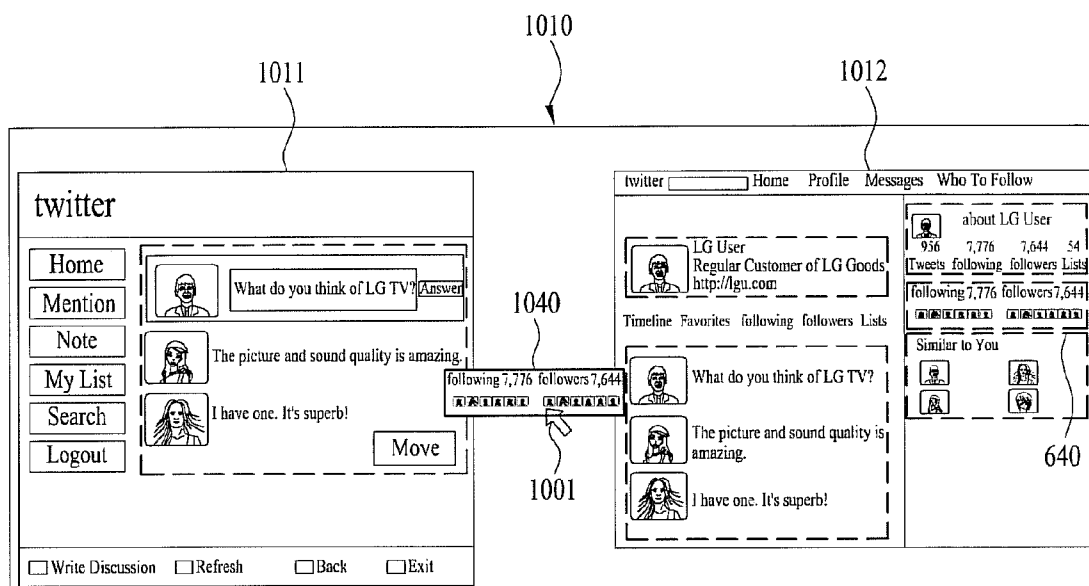 1010
1011
1012
twitter
Home
Mention
Note
My List
Search
Logout
What do you think of LG TV? Answer
The picture and sound quality is amazing.
I have one. It's superb!
Move
Write Discussion Refresh Back Exit
1040
following 7,776 followers 7,644
1001
twitter Home Profile Messages Who To Follow
LG User
Regular Customer of LG Goods
http://lgu.com
Timeline Favorites following followers Lists
What do you think of LG TV?
The picture and sound quality is
amazing.
I have one. It's superb!
about LG User
956 7,776 7,644 54
Tweets following followers Lists
following 7,776 followers 7,644
Similar to You
640